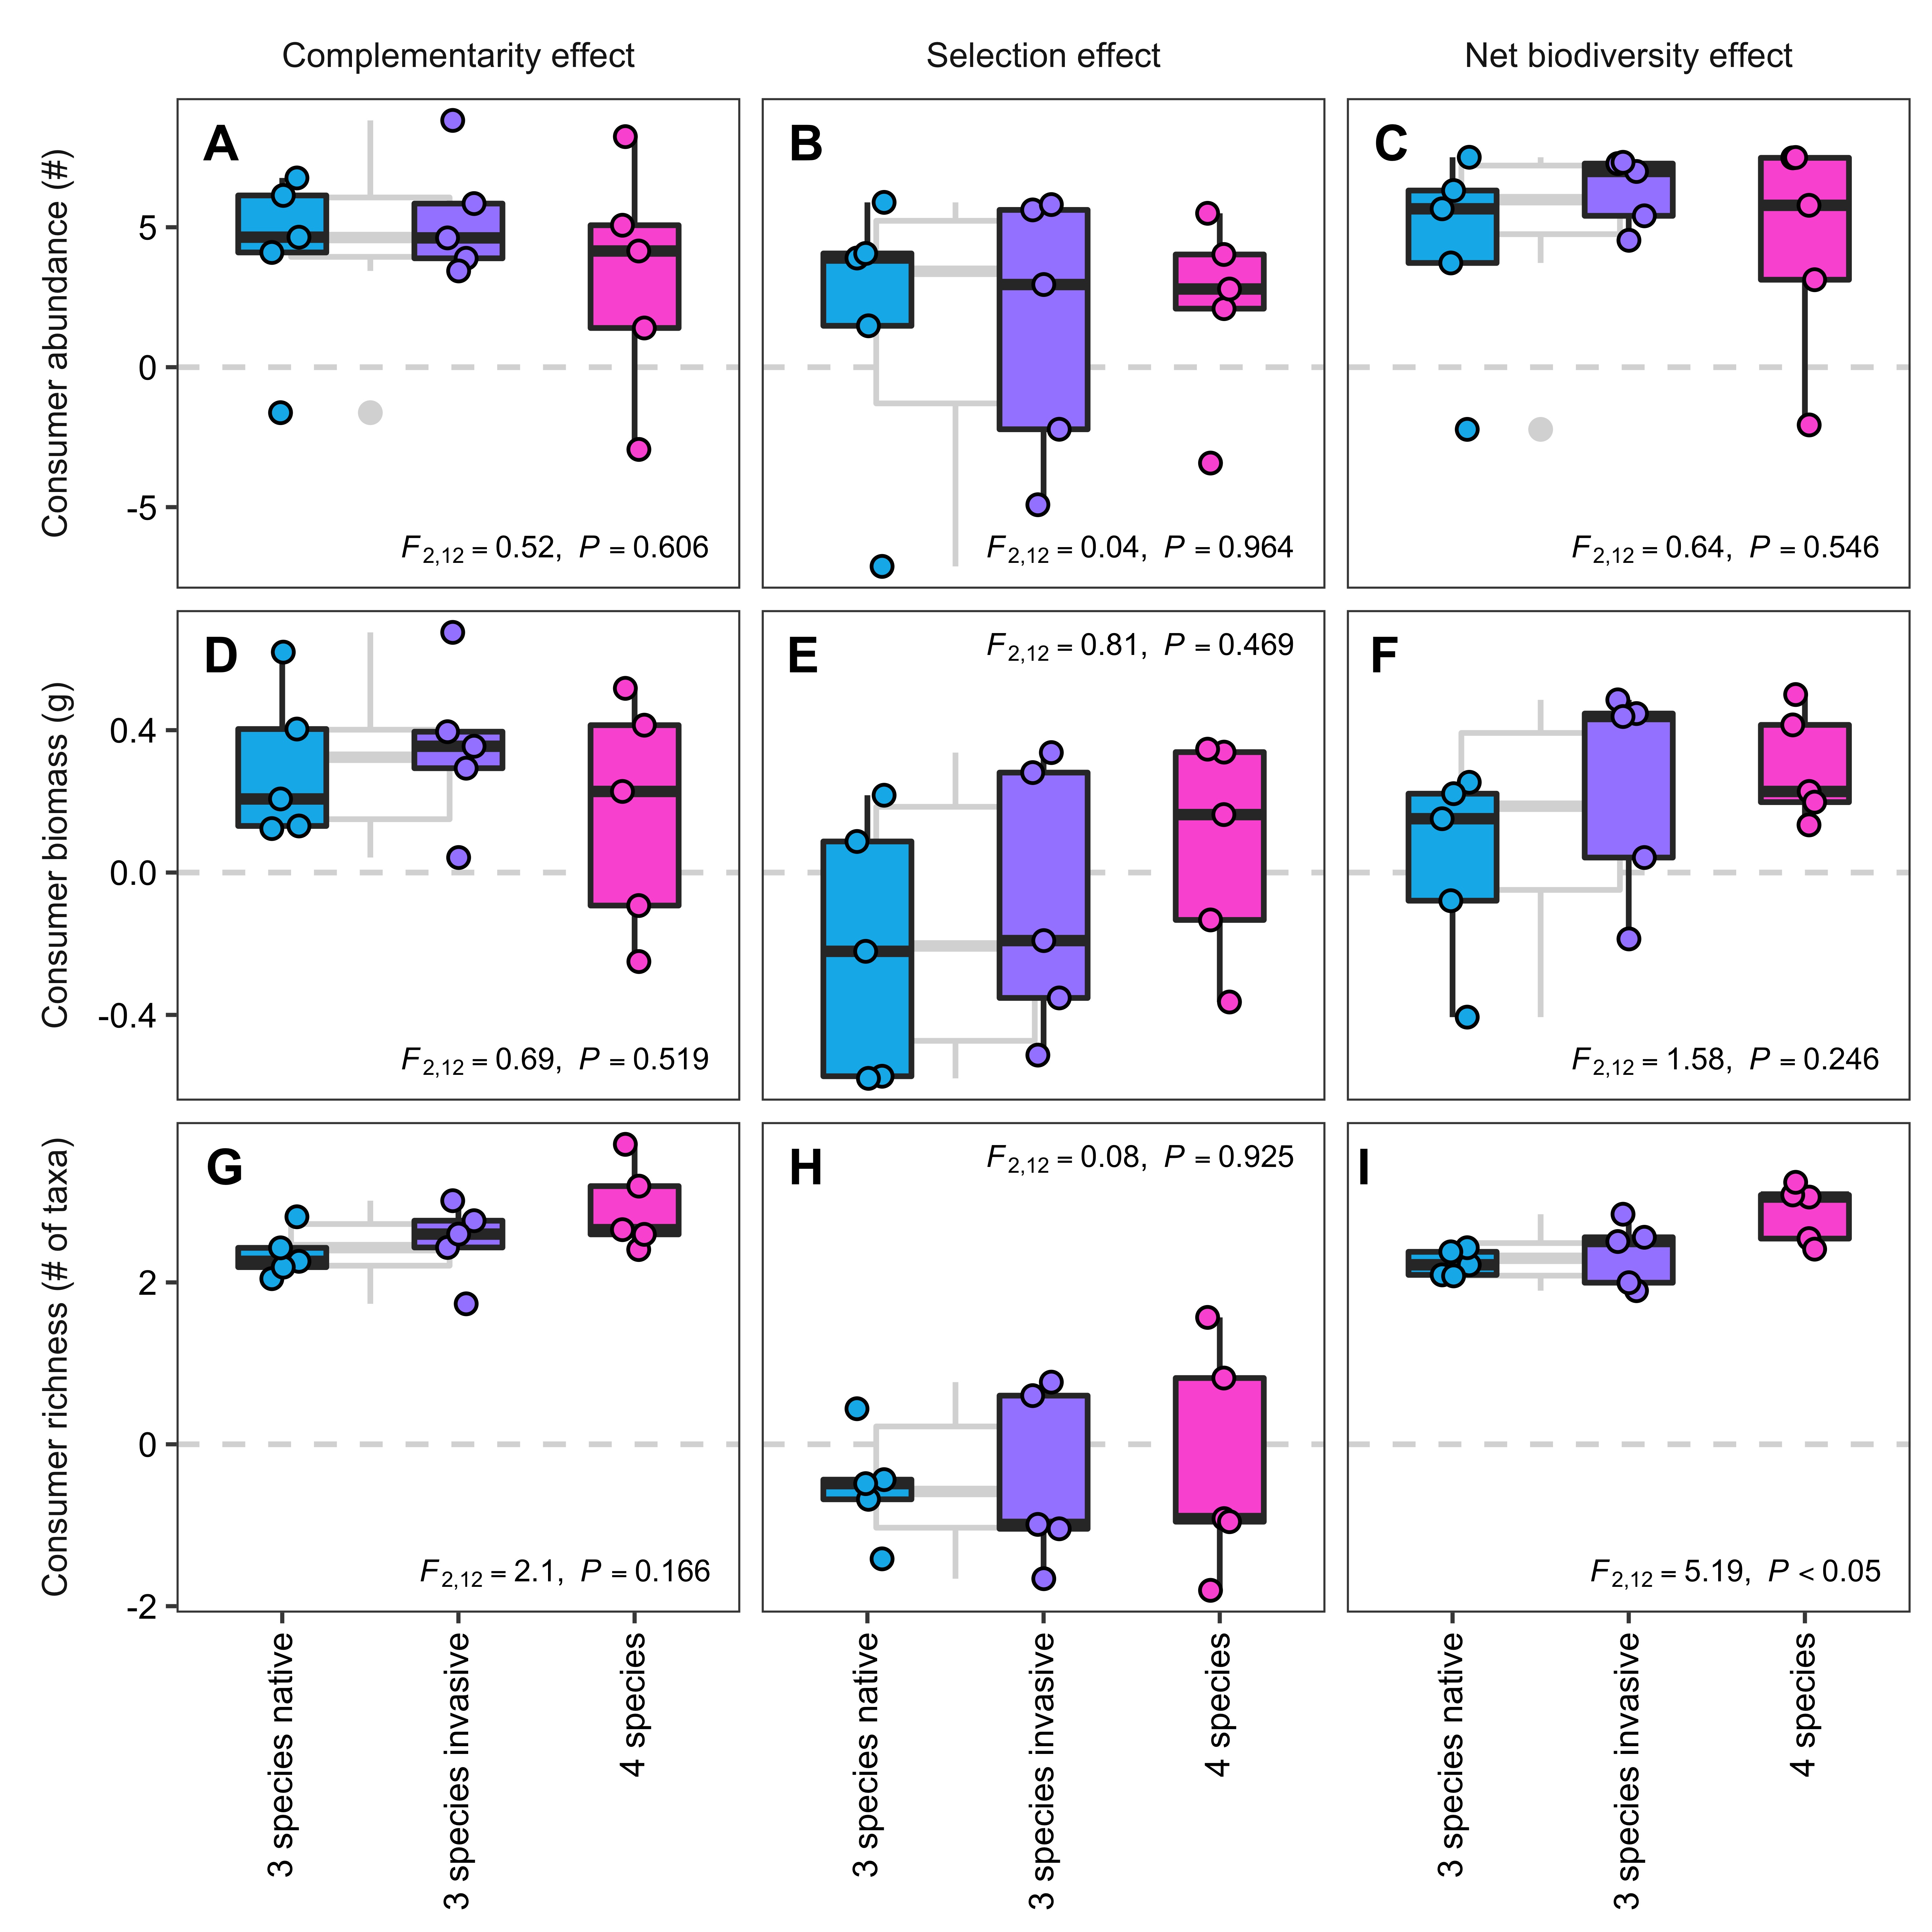 Complementarity effect
Selection effect
Net biodiversity effect
Consumer abundance (#)
5
0
-5
A
F2,12 = 0.52, P = 0.606
B
F2,12 = 0.04, P = 0.964
C
F2,12 = 0.64, P = 0.546
Consumer biomass (g)
0.4
0.0
-0.4
D
F2,12 = 0.69, P = 0.519
E
F2,12 = 0.81, P = 0.469
F
F2,12 = 1.58, P = 0.246
Consumer richness (# of taxa)
2
0
-2
G
F2,12 = 2.1, P = 0.166
H
F2,12 = 0.08, P = 0.925
I
F2,12 = 5.19, P < 0.05
3 species native
3 species invasive
4 species
3 species native
3 species invasive
4 species
3 species native
3 species invasive
4 species